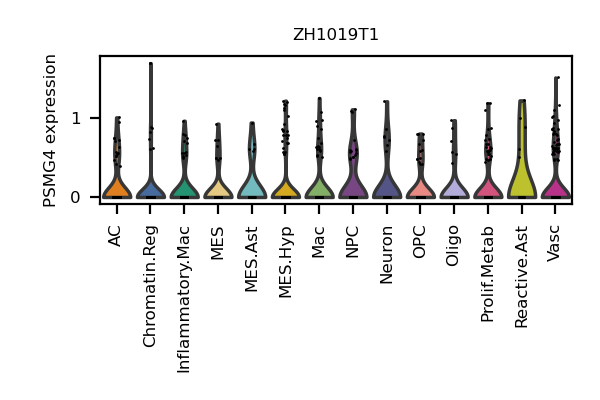 ZH1019T1
PSMG4 expression
1
0
AC
Chromatin.Reg
Inflammatory.Mac
MES
MES.Ast
MES.Hyp
Mac
NPC
Neuron
OPC
Oligo
Prolif.Metab
Reactive.Ast
Vasc